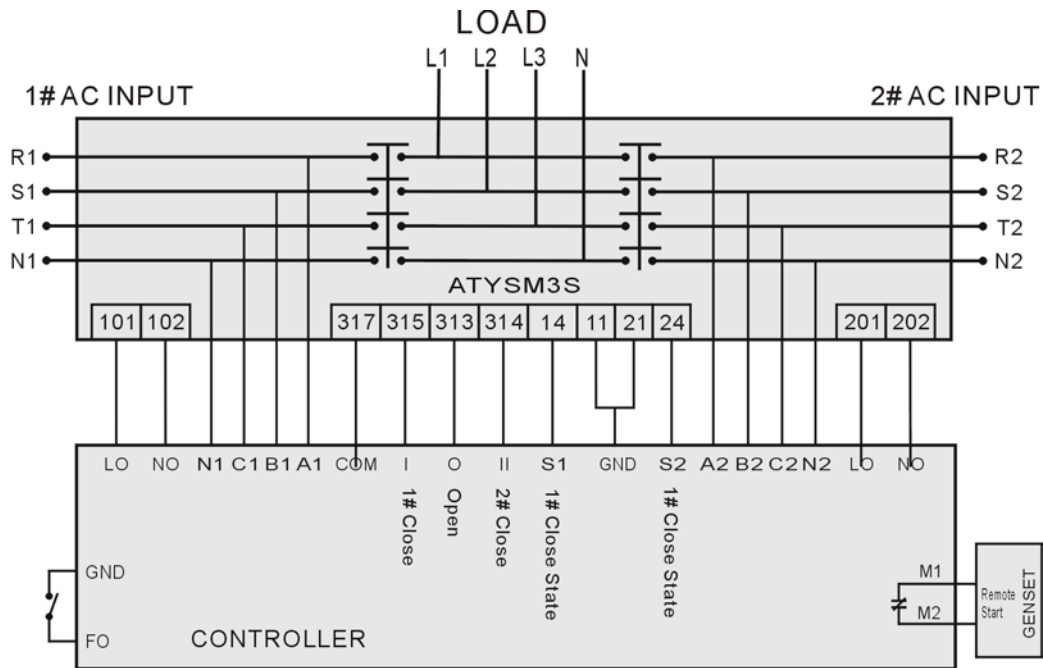 LOAD
L1 L2 L3 N
1# AC INPUT 2# AC INPUT
R1 R2
S1 S2
T1 T2
N1 N2
ATYSM3S
101 102 317 315 313 314 14 11 21 24 201 202
LO NO N1 C1 B1 A1 COM I O II S1 GND S2 A2 B2 C2 N2 LO NO
1# Close
Open
2# Close
1# Close State
1# Close State
GND
FO
CONTROLLER
M1
M2
Remote
Start
GENSET